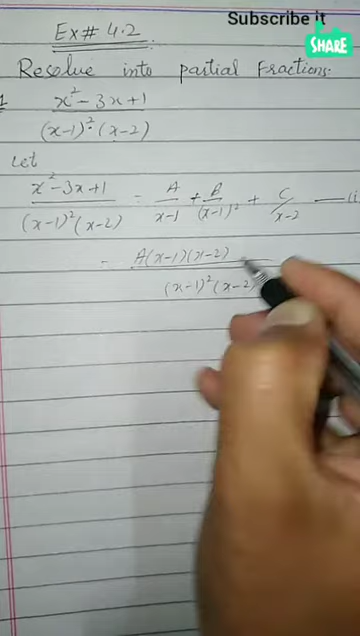 Subscribe it
SHARE
Ex# 4.2
Resolve into partial Fractions.
1 x² - 3x + 1
(x-1)² (x-2)
Let
x² - 3x + 1 = A + B + C — (i
(x-1)² (x-2) x-1 (x-1)² x-2
= A(x-1)(x-2)
(x-1)² (x-2)